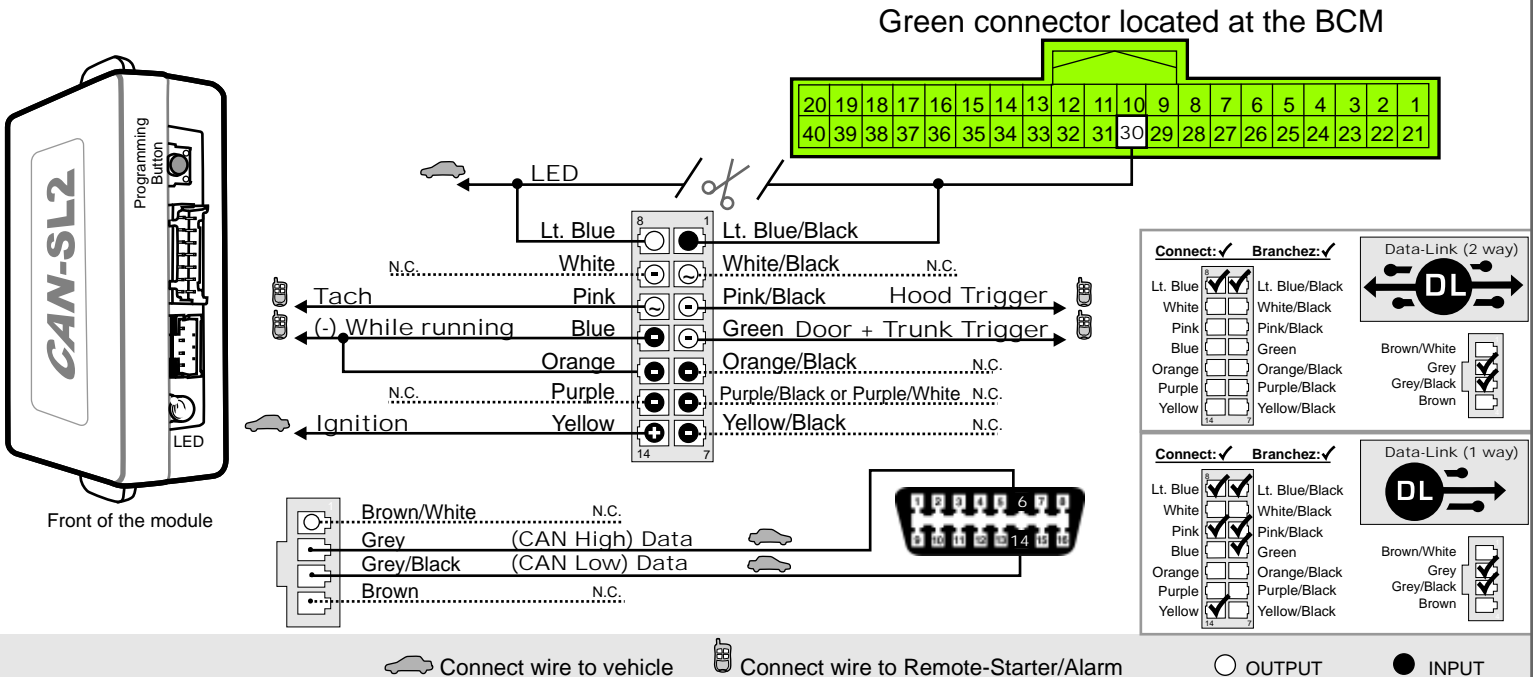 Green connector located at the BCM
20 19 18 17 16 15 14 13 12 11 10 9 8 7 6 5 4 3 2 1
40 39 38 37 36 35 34 33 32 31 30 29 28 27 26 25 24 23 22 21
CAN-SL2
Programming
Button
LED
Front of the module
LED
8 1
Lt. Blue Lt. Blue/Black
N.C. White White/Black N.C.
Tach Pink Pink/Black Hood Trigger
(-) While running Blue Green Door + Trunk Trigger
Orange Orange/Black N.C.
N.C. Purple Purple/Black or Purple/White N.C.
Ignition Yellow Yellow/Black N.C.
14 7
Brown/White N.C.
Grey (CAN High) Data
Grey/Black (CAN Low) Data
Brown N.C.
1 2 3 4 5 6 7 8
9 10 11 12 13 14 15 16
Connect: Branchez:
8
Lt. Blue Lt. Blue/Black
White White/Black
Pink Pink/Black
Blue Green
Orange Orange/Black
Purple Purple/Black
Yellow Yellow/Black
14 7
Data-Link (2 way)
DL
Brown/White
Grey
Grey/Black
Brown
Connect: Branchez:
8
Lt. Blue Lt. Blue/Black
White White/Black
Pink Pink/Black
Blue Green
Orange Orange/Black
Purple Purple/Black
Yellow Yellow/Black
14 7
Data-Link (1 way)
DL
Brown/White
Grey
Grey/Black
Brown
Connect wire to vehicle Connect wire to Remote-Starter/Alarm OUTPUT INPUT